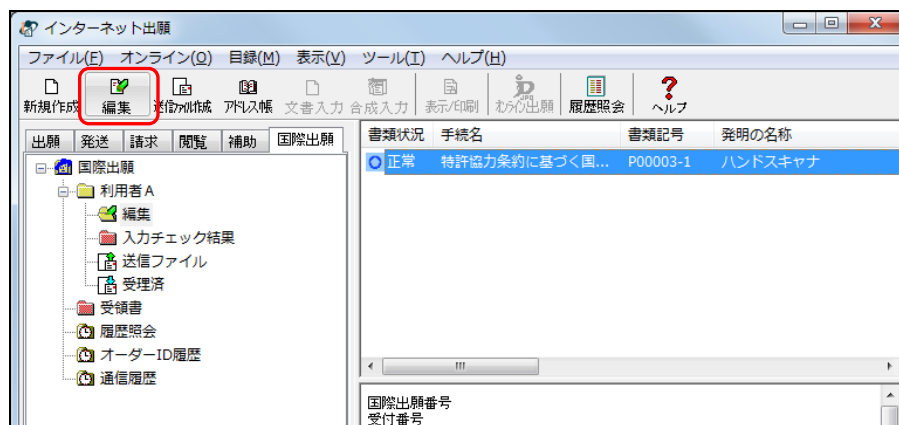 インターネット出願
ファイル(F) オンライン(O) 目録(M) 表示(V) ツール(T) ヘルプ(H)
新規作成 編集 送信ファイル作成 アドレス帳 文書入力 合成入力 表示/印刷 オンライン出願 履歴照会 ヘルプ
出願 発送 請求 閲覧 補助 国際出願
書類状況 手続名 書類記号 発明の名称
正常 特許協力条約に基づく国... P00003-1 ハンドスキャナ
国際出願
利用者A
編集
入力チェック結果
送信ファイル
受理済
受領書
履歴照会
オーダーID履歴
通信履歴
国際出願番号
受付番号